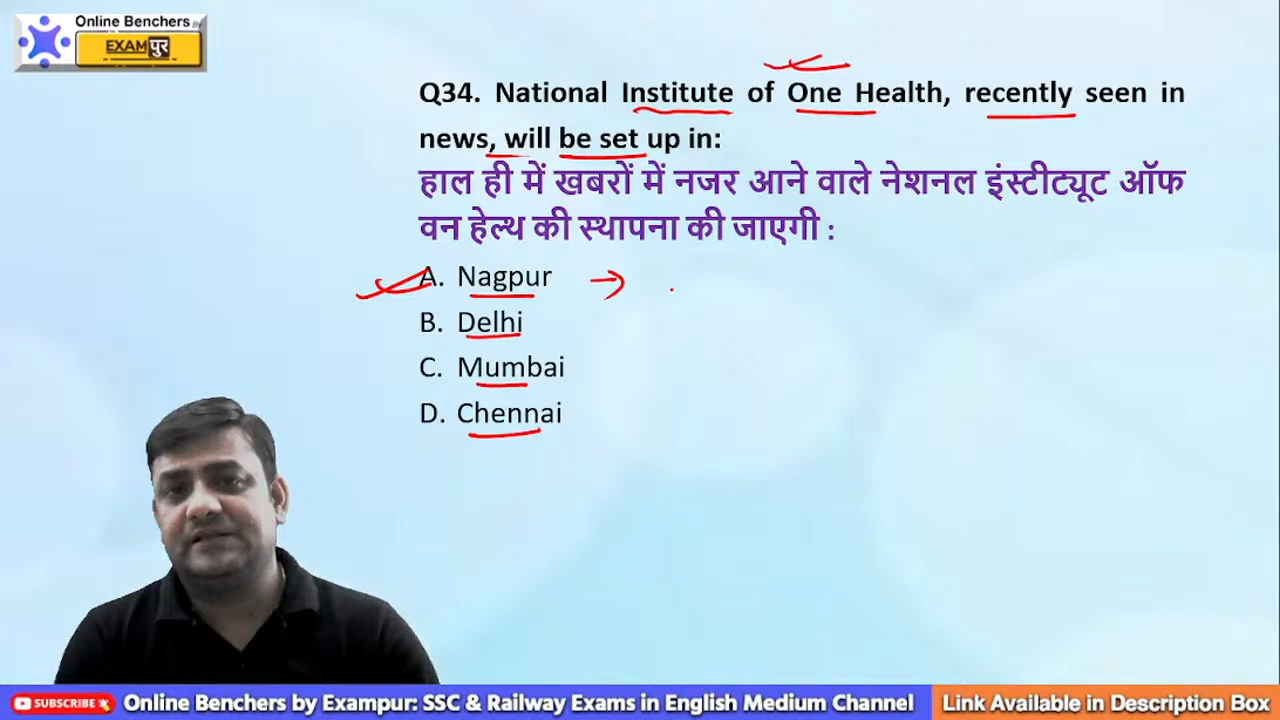 Online Benchers BY
EXAMपुर
Q34. National Institute of One Health, recently seen in
news, will be set up in:
हाल ही में खबरों में नजर आने वाले नेशनल इंस्टीट्यूट ऑफ
वन हेल्थ की स्थापना की जाएगी :
A. Nagpur
B. Delhi
C. Mumbai
D. Chennai
SUBSCRIBE Online Benchers by Exampur: SSC & Railway Exams in English Medium Channel Link Available in Description Box